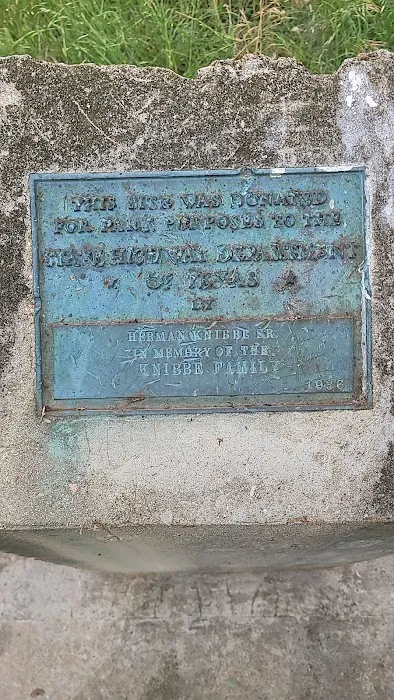 THIS SITE WAS DONATED
FOR PARK PURPOSES TO THE
STATE HIGHWAY DEPARTMENT
OF TEXAS
BY
HERMAN KNIBBE SR.
IN MEMORY OF THE
KNIBBE FAMILY
1936